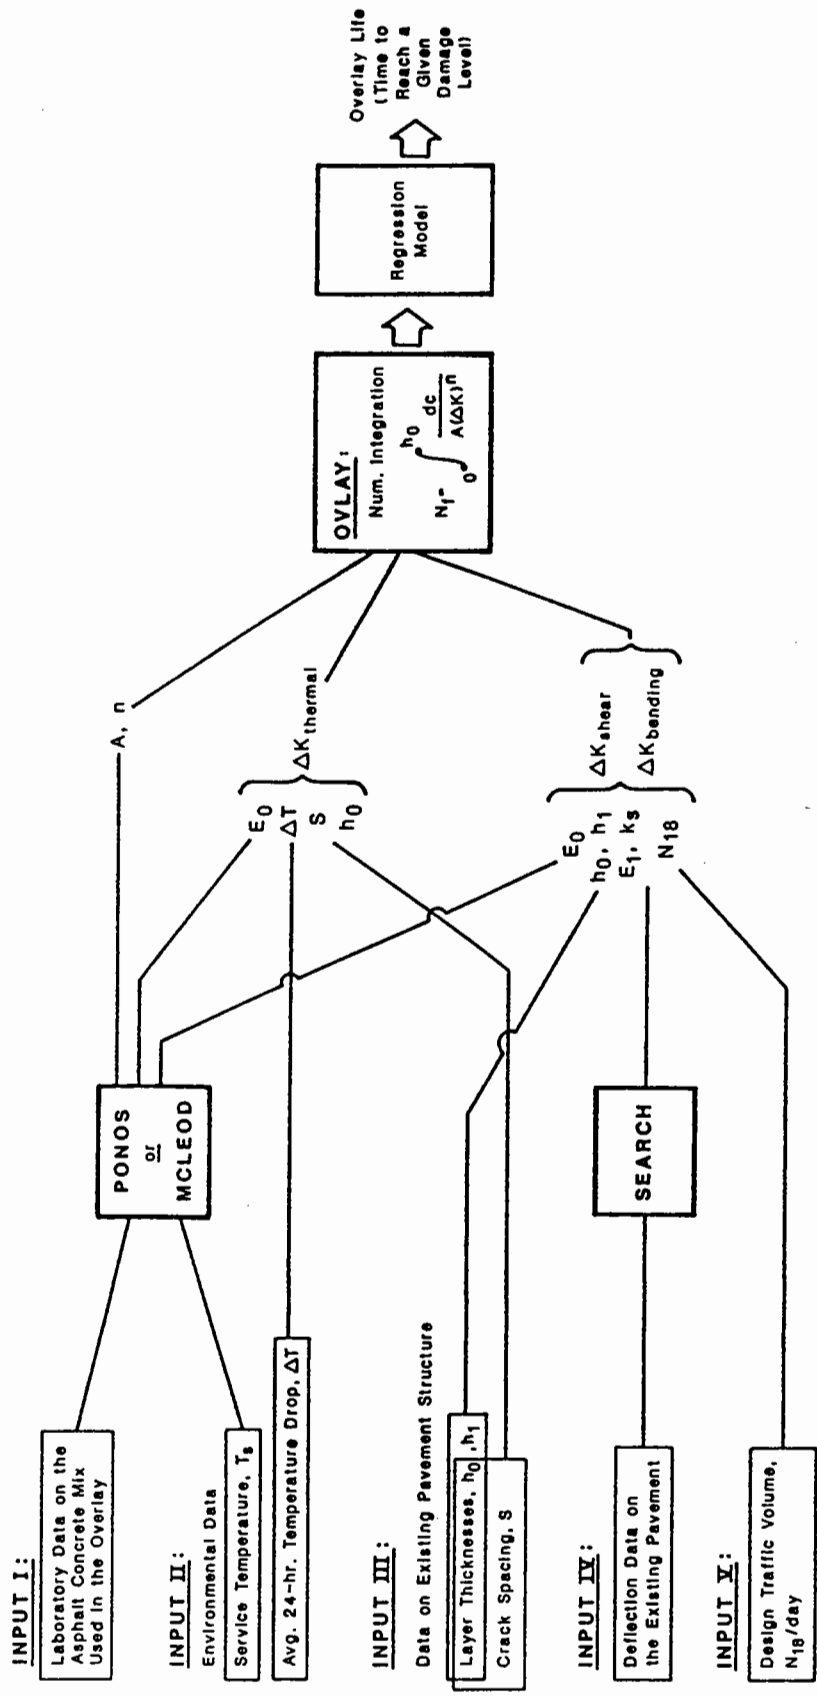 INPUT I:
Laboratory Data on the
Asphalt Concrete Mix
Used in the Overlay
INPUT II:
Environmental Data
Service Temperature, Ts
Avg. 24-hr. Temperature Drop, ΔT
INPUT III:
Data on Existing Pavement Structure
Layer Thicknesses, h0, h1
Crack Spacing, S
INPUT IV:
Deflection Data on
the Existing Pavement
INPUT V:
Design Traffic Volume,
N18/day
PONOS
or
MCLEOD
SEARCH
A, n
E0
ΔT
S
h0
ΔKthermal
E0
h0, h1
E1, ks
N18
ΔKshear
ΔKbending
OVLAY:
Num. Integration
Nf= ∫ 0 h0 dc / A(ΔK)n
Regression
Model
Overlay Life
(Time to
Reach a
Given
Damage
Level)